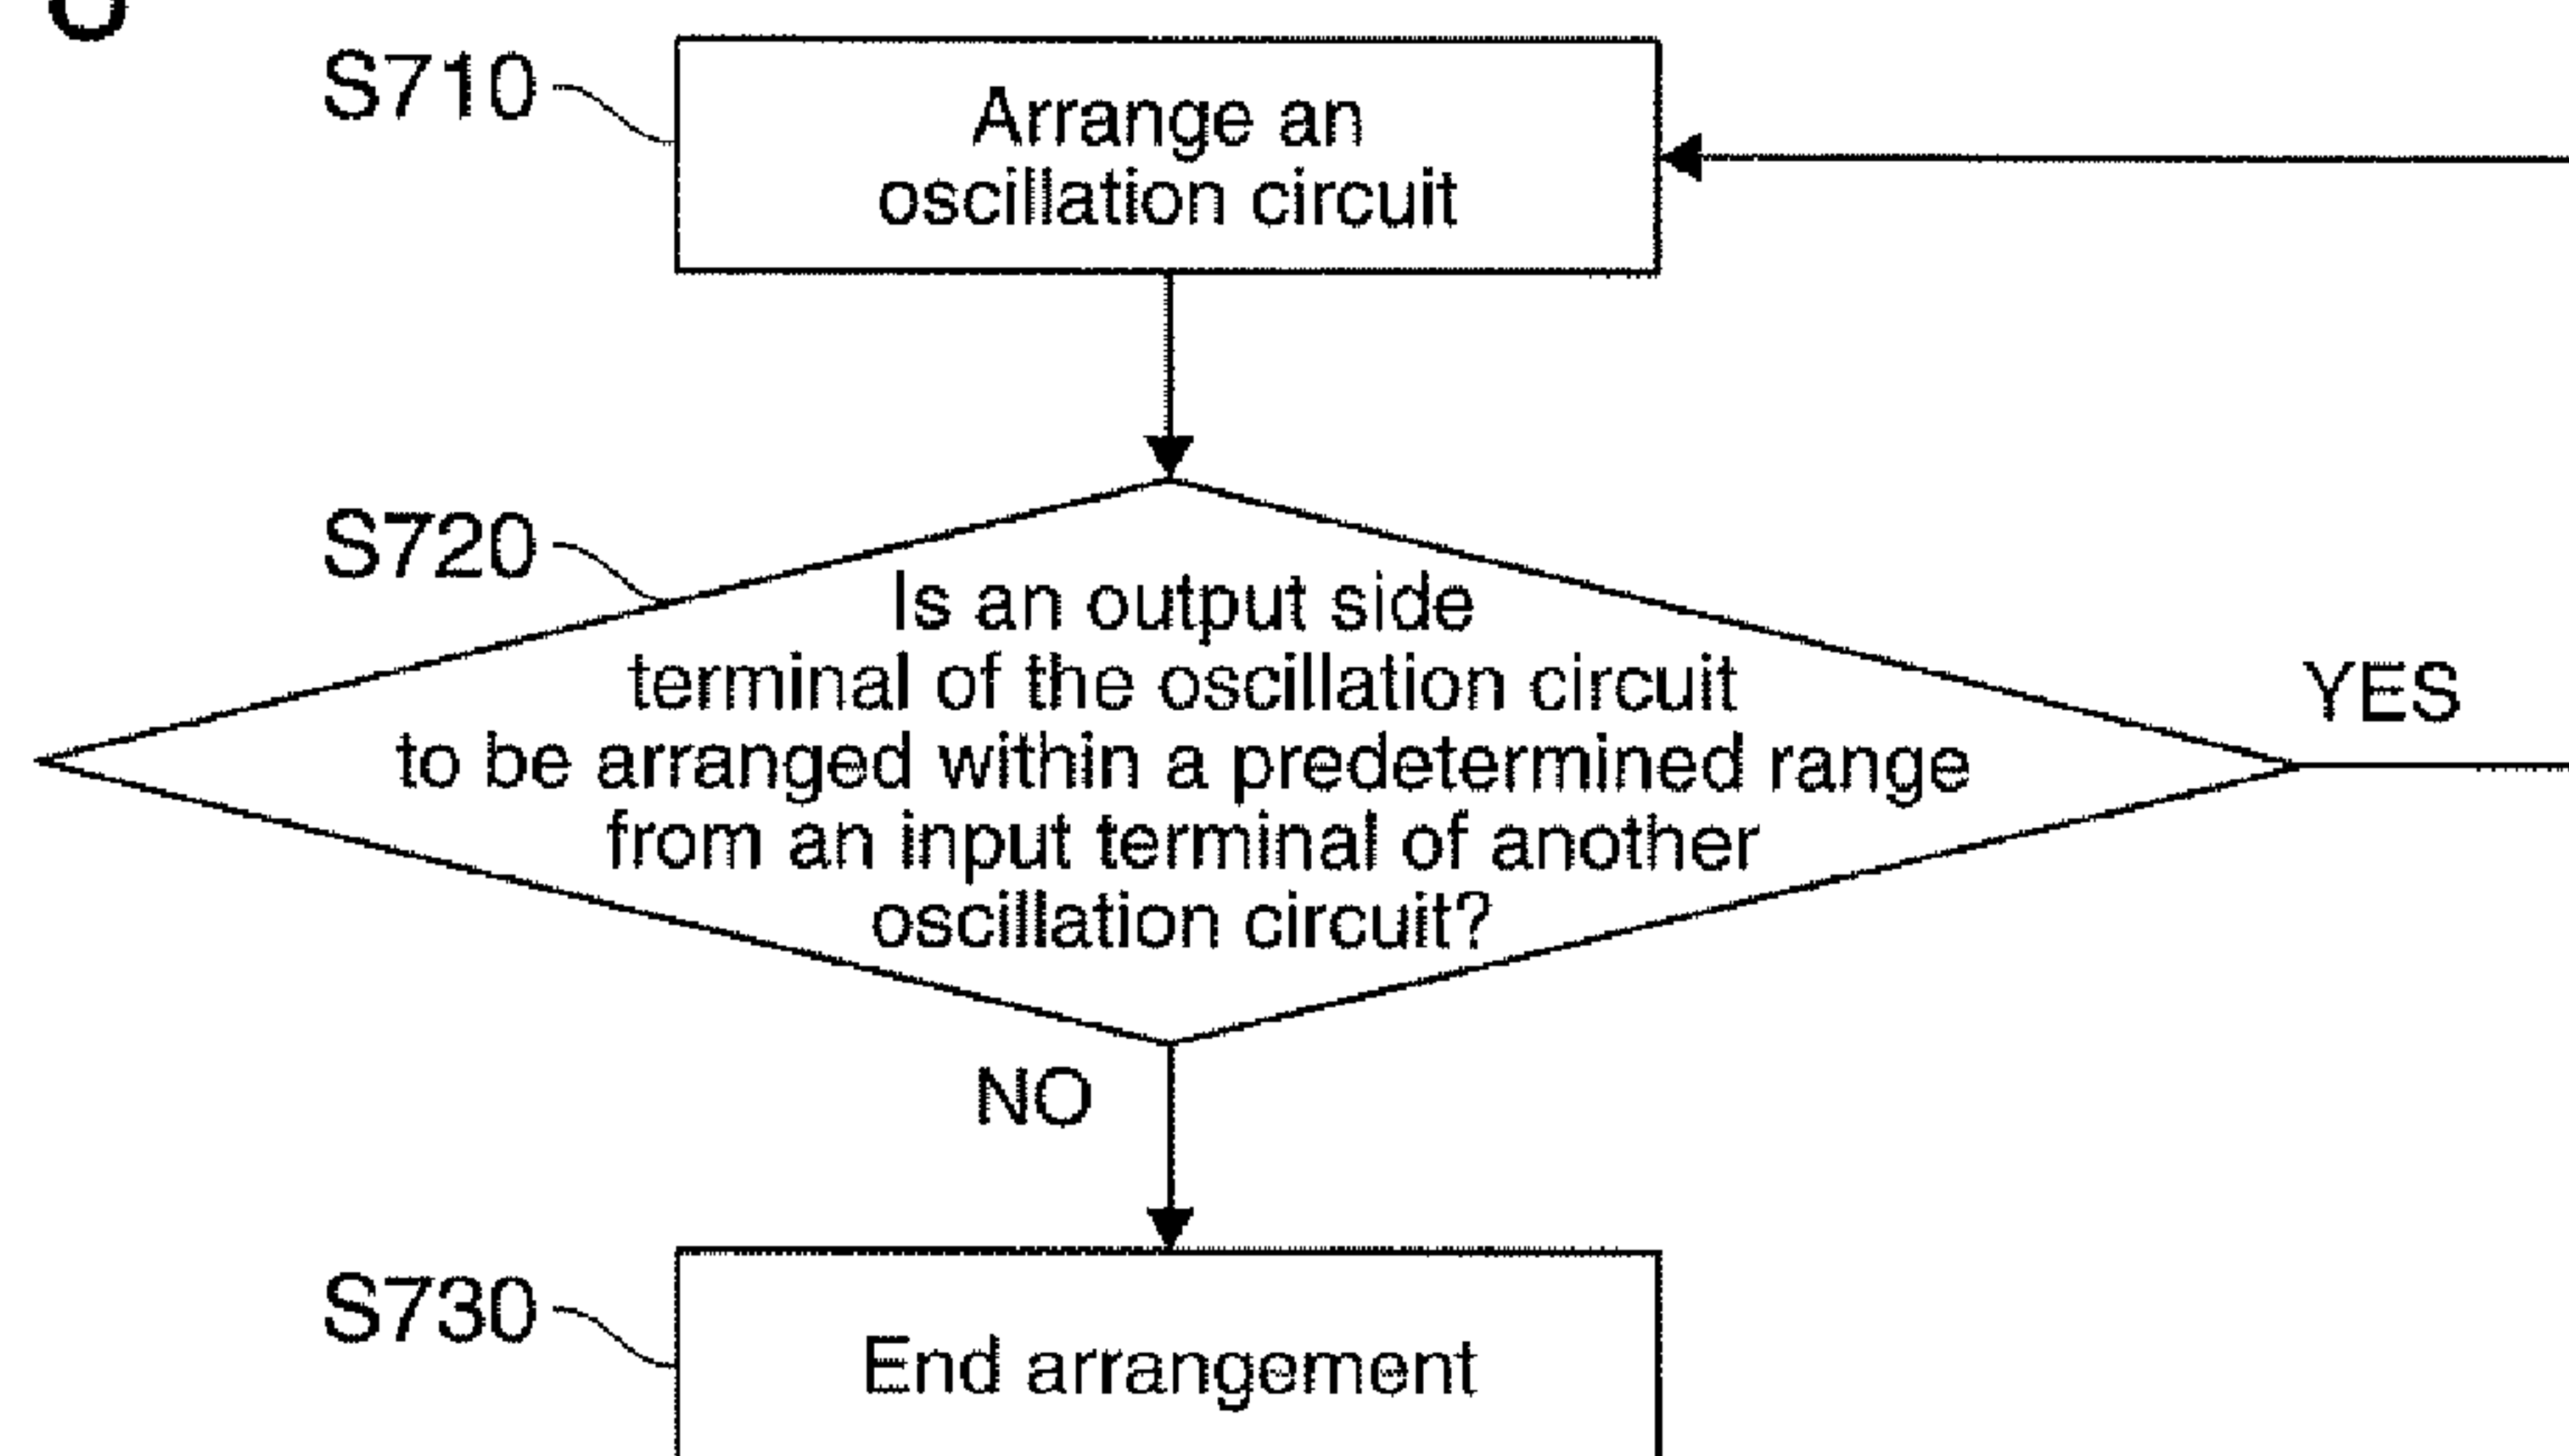 S710
Arrange an
oscillation circuit
S720
Is an output side
terminal of the oscillation circuit
to be arranged within a predetermined range
from an input terminal of another
oscillation circuit?
YES
NO
S730
End arrangement